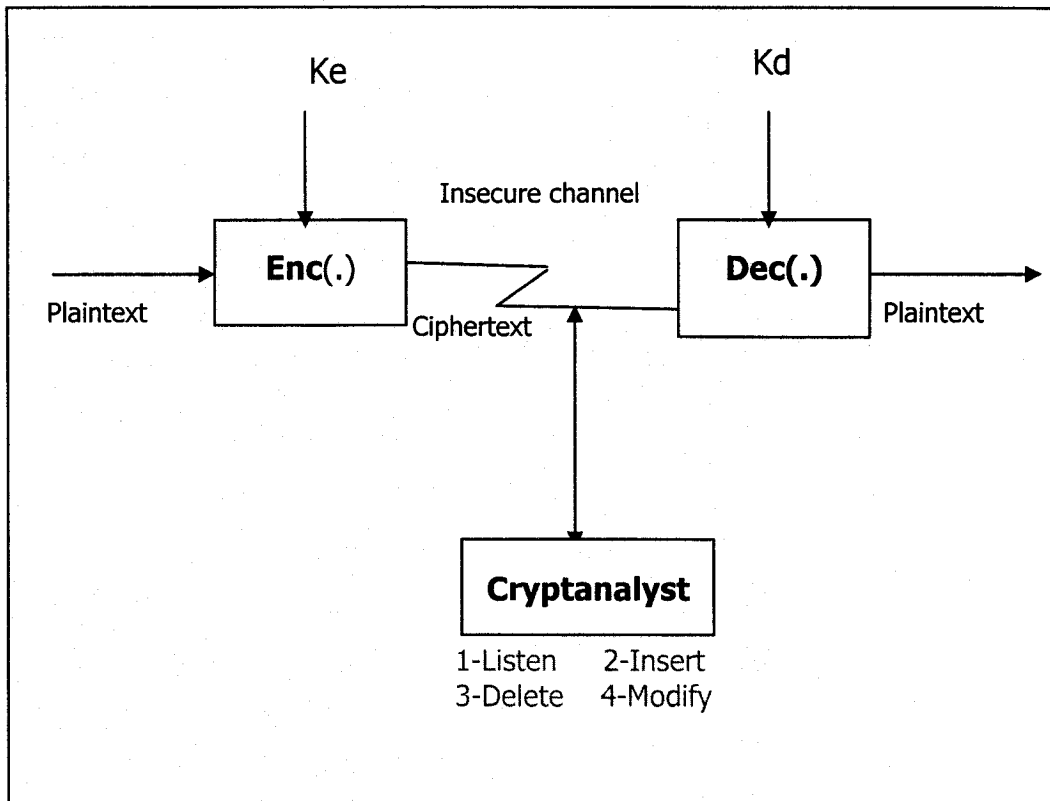 Ke
Kd
Insecure channel
Enc(.)
Dec(.)
Plaintext
Ciphertext
Plaintext
Cryptanalyst
1-Listen 2-Insert
3-Delete 4-Modify